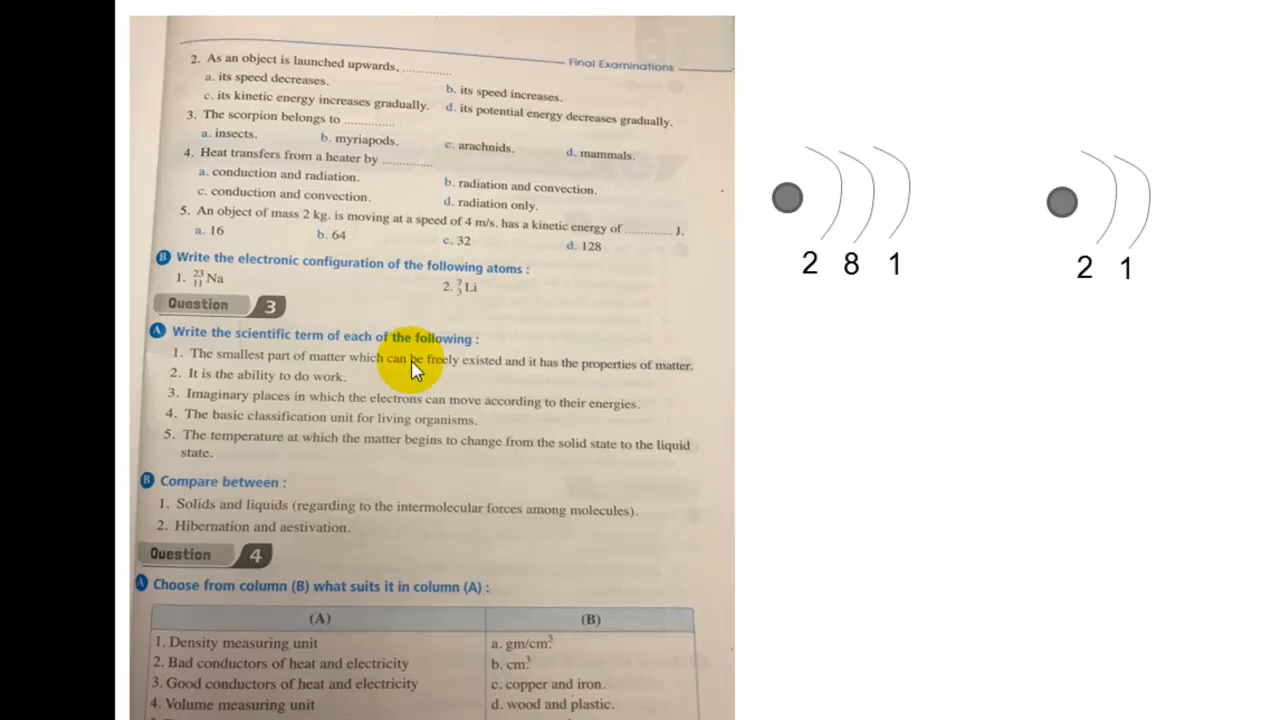 Final Examinations
2. As an object is launched upwards, ..............
a. its speed decreases.
b. its speed increases.
c. its kinetic energy increases gradually.
d. its potential energy decreases gradually.
3. The scorpion belongs to ..............
a. insects.
b. myriapods.
c. arachnids.
d. mammals.
4. Heat transfers from a heater by ..............
a. conduction and radiation.
b. radiation and convection.
c. conduction and convection.
d. radiation only.
5. An object of mass 2 kg. is moving at a speed of 4 m/s. has a kinetic energy of .............. J.
a. 16
b. 64
c. 32
d. 128
B Write the electronic configuration of the following atoms :
1. ²³₁₁Na
2. ⁷₃Li
Question 3
A Write the scientific term of each of the following :
1. The smallest part of matter which can be freely existed and it has the properties of matter.
2. It is the ability to do work.
3. Imaginary places in which the electrons can move according to their energies.
4. The basic classification unit for living organisms.
5. The temperature at which the matter begins to change from the solid state to the liquid
state.
B Compare between :
1. Solids and liquids (regarding to the intermolecular forces among molecules).
2. Hibernation and aestivation.
Question 4
A Choose from column (B) what suits it in column (A) :
(A)
(B)
1. Density measuring unit
a. gm/cm³.
2. Bad conductors of heat and electricity
b. cm³.
3. Good conductors of heat and electricity
c. copper and iron.
4. Volume measuring unit
d. wood and plastic.
2 8 1
2 1